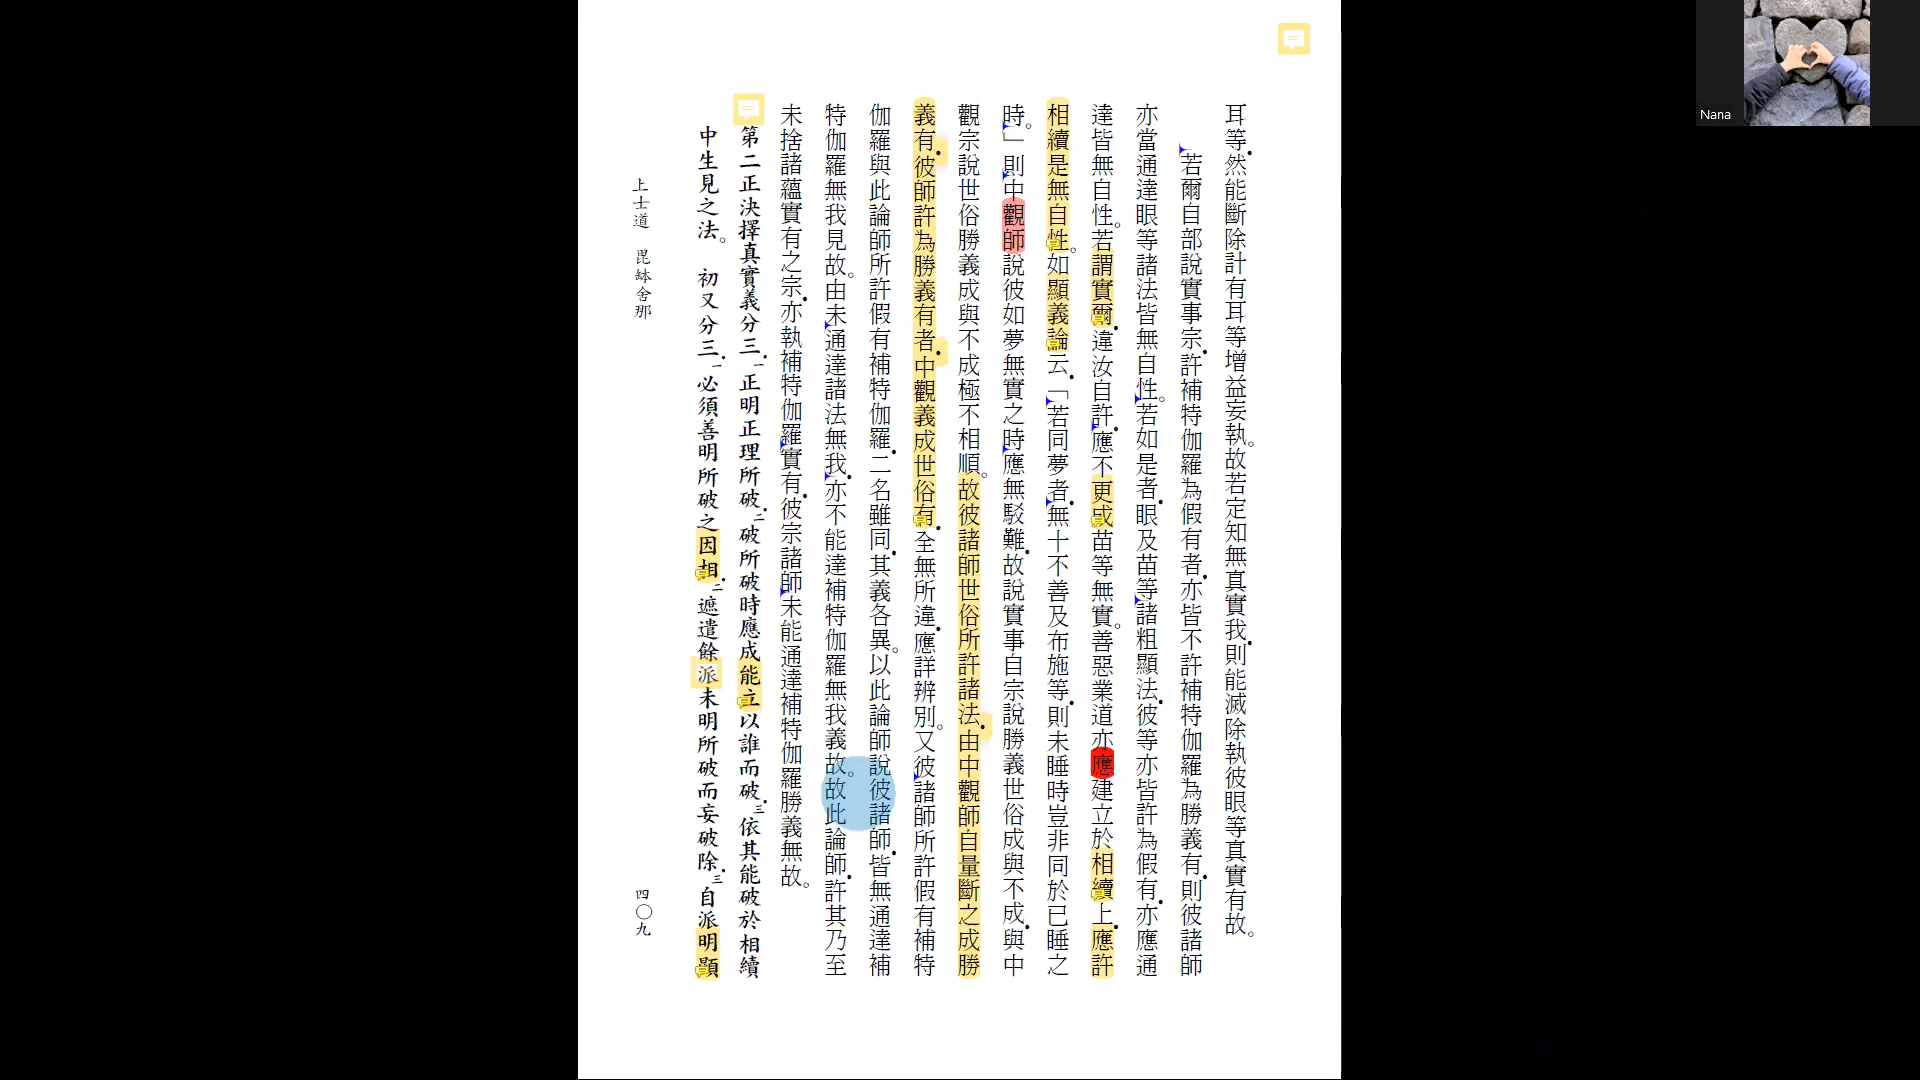 耳等，然能斷除計有耳等增益妄執。故若定知無真實我，則能滅除執彼眼等真實有故。
若爾自部說實事宗，許補特伽羅為假有者，亦皆不許補特伽羅為勝義有，則彼諸師
亦當通達眼等諸法皆無自性。若如是者，眼及苗等諸粗顯法，彼等亦皆許為假有，亦應通
達皆無自性。若謂實爾，違汝自許，應不更成苗等無實。善惡業道亦應建立於相續上，應許
相續是無自性。如顯義論云，「若同夢者，無十不善及布施等，則未睡時豈非同於已睡之
時。」則中觀師說彼如夢無實之時，應無駁難，故說實事自宗說勝義世俗成與不成，與中
觀宗說世俗勝義成與不成極不相順。故彼諸師世俗所許諸法，由中觀師自量斷之成勝
義有，彼師許為勝義有者，中觀義成世俗有，全無所違，應詳辨別。又彼諸師所許假有補特
伽羅與此論師所許假有補特伽羅，二名雖同，其義各異。以此論師說彼諸師，皆無通達補
特伽羅無我見故。由未通達諸法無我，亦不能達補特伽羅無我義故。故此論師，許其乃至
未捨諸蘊實有之宗，亦執補特伽羅實有，彼宗諸師未能通達補特伽羅勝義無故。
第二正決擇真實義分三，一 正明正理所破，二 破所破時應成能立以誰而破，三 依其能破於相續
中生見之法。　初又分三，一 必須善明所破之因相，二 遮遣餘派未明所破而妄破除，三 自派明顯
上士道　毘缽舍那
四〇九
Nana